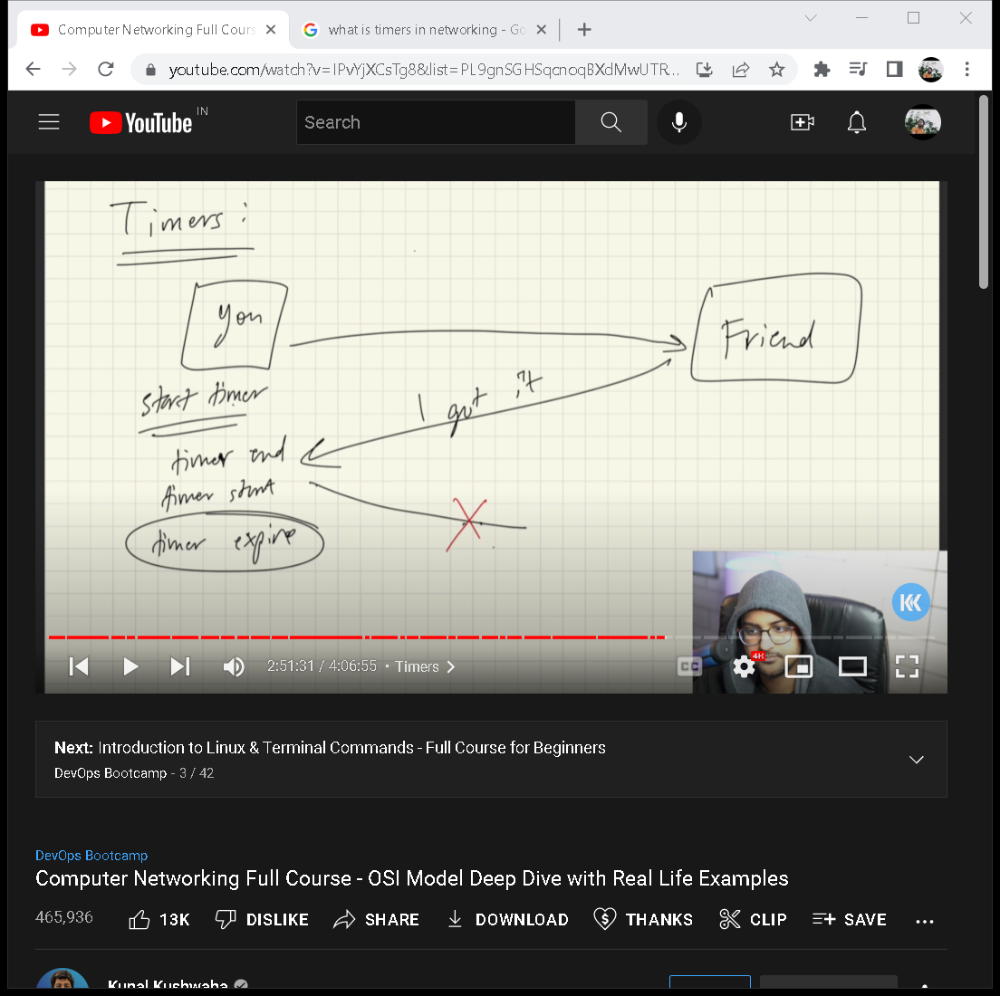 Computer Networking Full Cours
what is timers in networking - Go
youtube.com/watch?v=IPvYjXCsTg8&list=PL9gnSGHSqcnoqBXdMwUTR...
YouTube IN
Search
Timers:
you
Friend
start timer
I got it
timer end
timer start
timer expire
2:51:31 / 4:06:55 • Timers
CC
4K
Next: Introduction to Linux & Terminal Commands - Full Course for Beginners
DevOps Bootcamp - 3 / 42
DevOps Bootcamp
Computer Networking Full Course - OSI Model Deep Dive with Real Life Examples
465,936
13K
DISLIKE
SHARE
DOWNLOAD
THANKS
CLIP
SAVE
Kunal Kushwaha